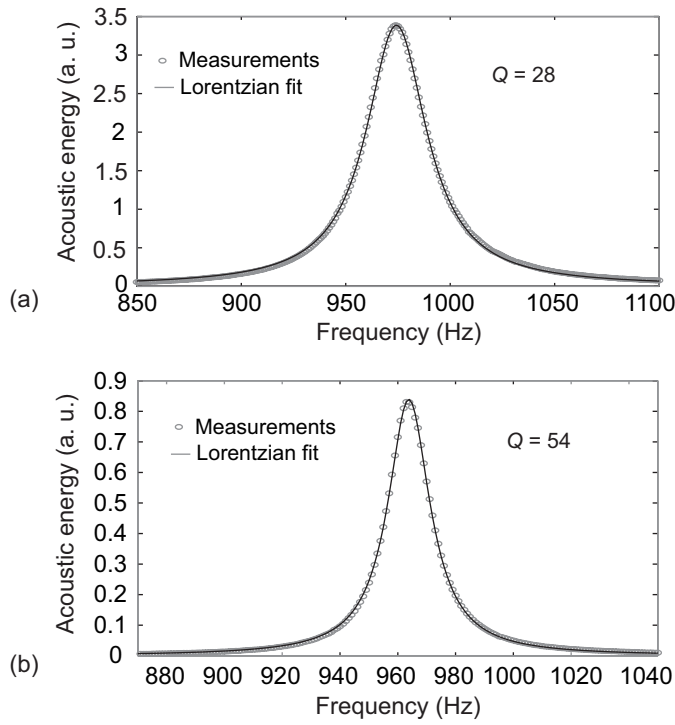 3.5
3
2.5
2
1.5
1
0.5
0
Acoustic energy (a. u.)
Measurements
Lorentzian fit
Q = 28
850 900 950 1000 1050 1100
Frequency (Hz)
(a)
0.9
0.8
0.7
0.6
0.5
0.4
0.3
0.2
0.1
0
Acoustic energy (a. u.)
Measurements
Lorentzian fit
Q = 54
880 900 920 940 960 980 1000 1020 1040
Frequency (Hz)
(b)